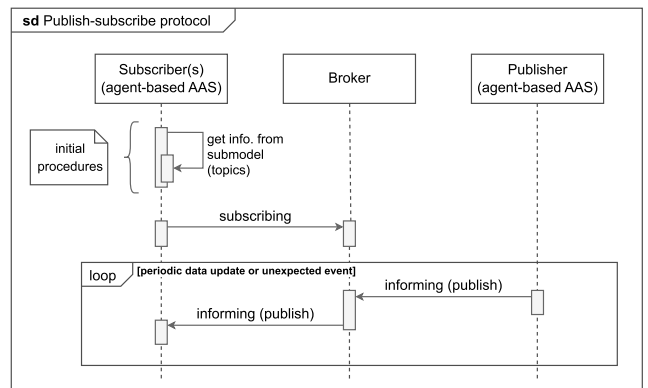 sd Publish-subscribe protocol
Subscriber(s)
(agent-based AAS)
Broker
Publisher
(agent-based AAS)
initial
procedures
get info. from
submodel
(topics)
subscribing
loop
[periodic data update or unexpected event]
informing (publish)
informing (publish)